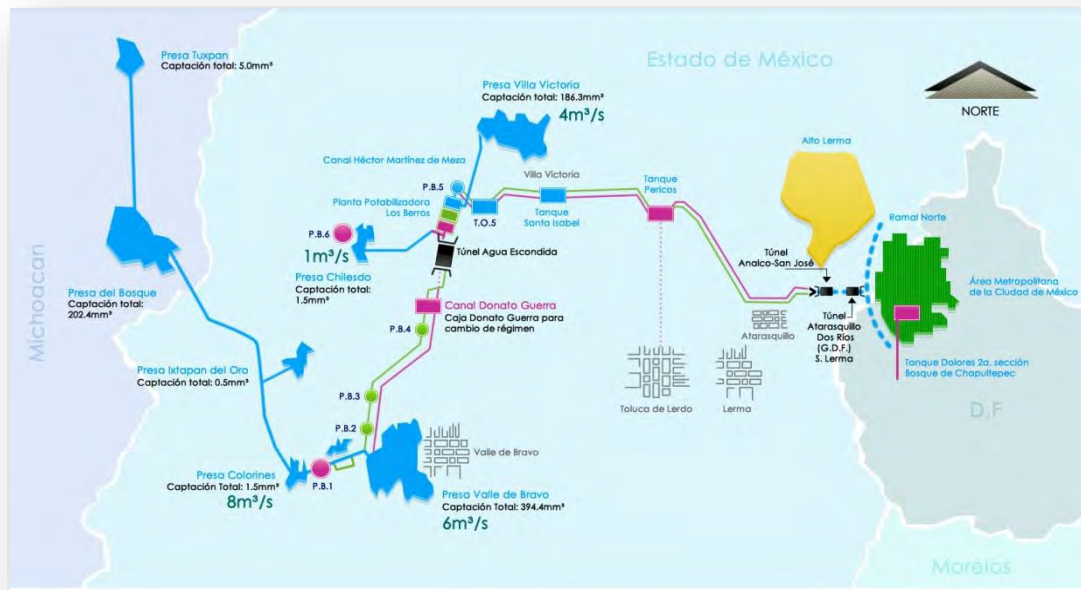 Presa Tuxpan
Captación total: 5.0mm³
Estado de México
NORTE
Presa Villa Victoria
Captación total: 186.3mm³
4m³/s
Alto Lerma
Canal Héctor Martínez de Meza
Villa Victoria
Tanque
Pericos
P.B.5
Planta Potabilizadora
Los Berros
T.O.5
Tanque
Santa Isabel
Ramal Norte
P.B.6
1m³/s
Túnel Agua Escondida
Túnel
Analco-San José
Presa Chilesdo
Captación total:
1.5mm³
Área Metropolitana
de la Ciudad de México
Michoacan
Presa del Bosque
Captación total:
202.4mm³
Canal Donato Guerra
Caja Donato Guerra para
cambio de régimen
P.B.4
Atarasquillo
Túnel
Atarasquillo
Dos Ríos
(G.D.F.)
S. Lerma
Presa Ixtapan del Oro
Captación total: 0.5mm³
Tanque Dolores 2a. sección
Bosque de Chapultepec
P.B.3
Toluca de Lerdo
Lerma
D.F
P.B.2
Valle de Bravo
Presa Colorines
Captación Total: 1.5mm³
8m³/s
P.B.1
Presa Valle de Bravo
Captación Total: 394.4mm³
6m³/s
Morelos